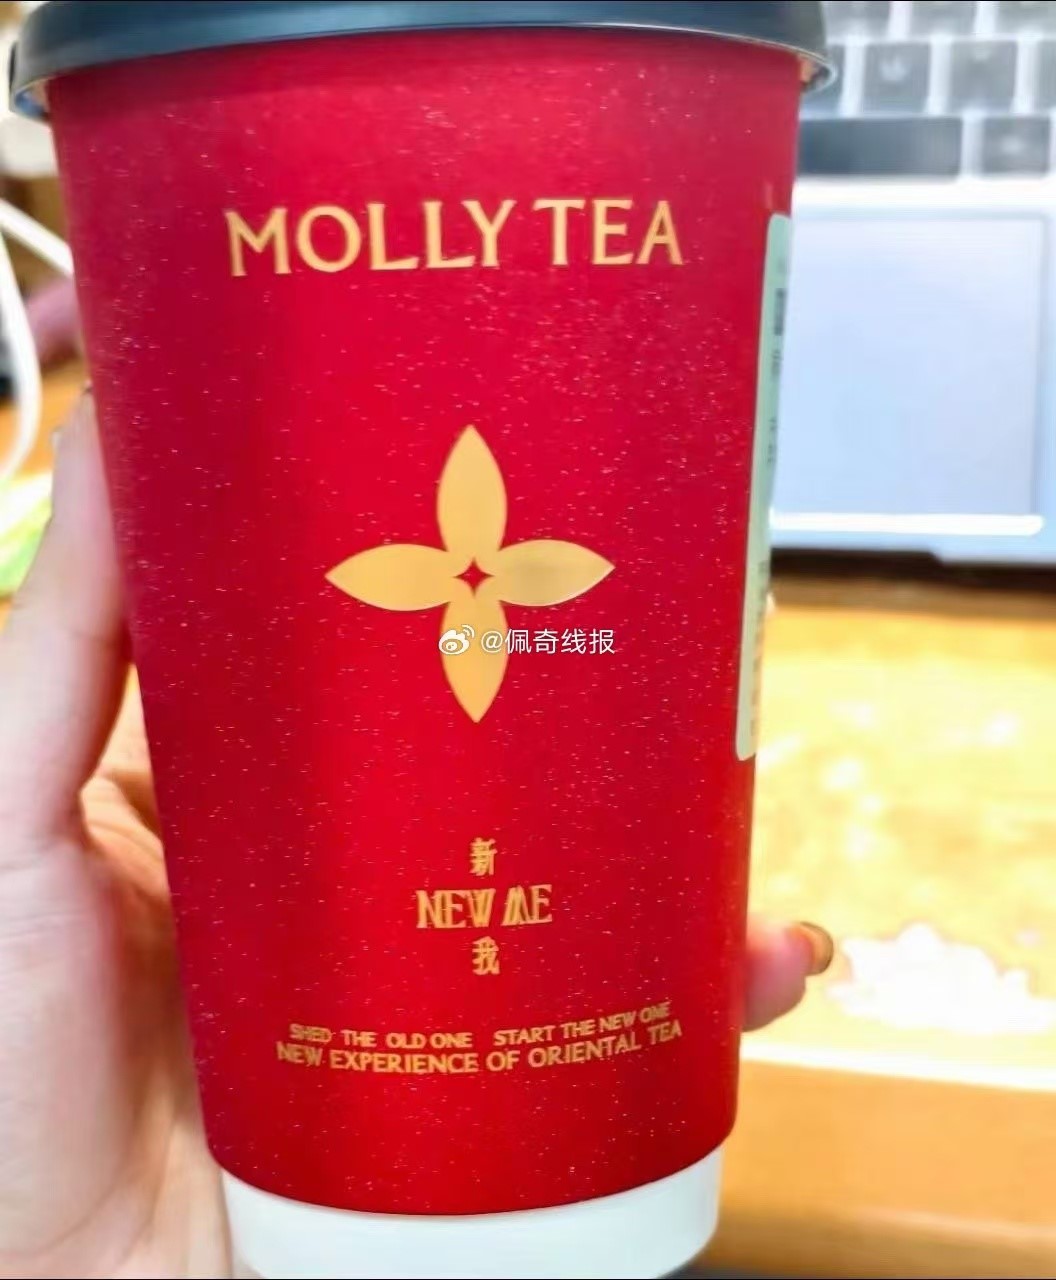 MOLLY TEA
@佩奇线报
新
NEW ME
我
SHED THE OLD ONE START THE NEW ONE
NEW EXPERIENCE OF ORIENTAL TEA